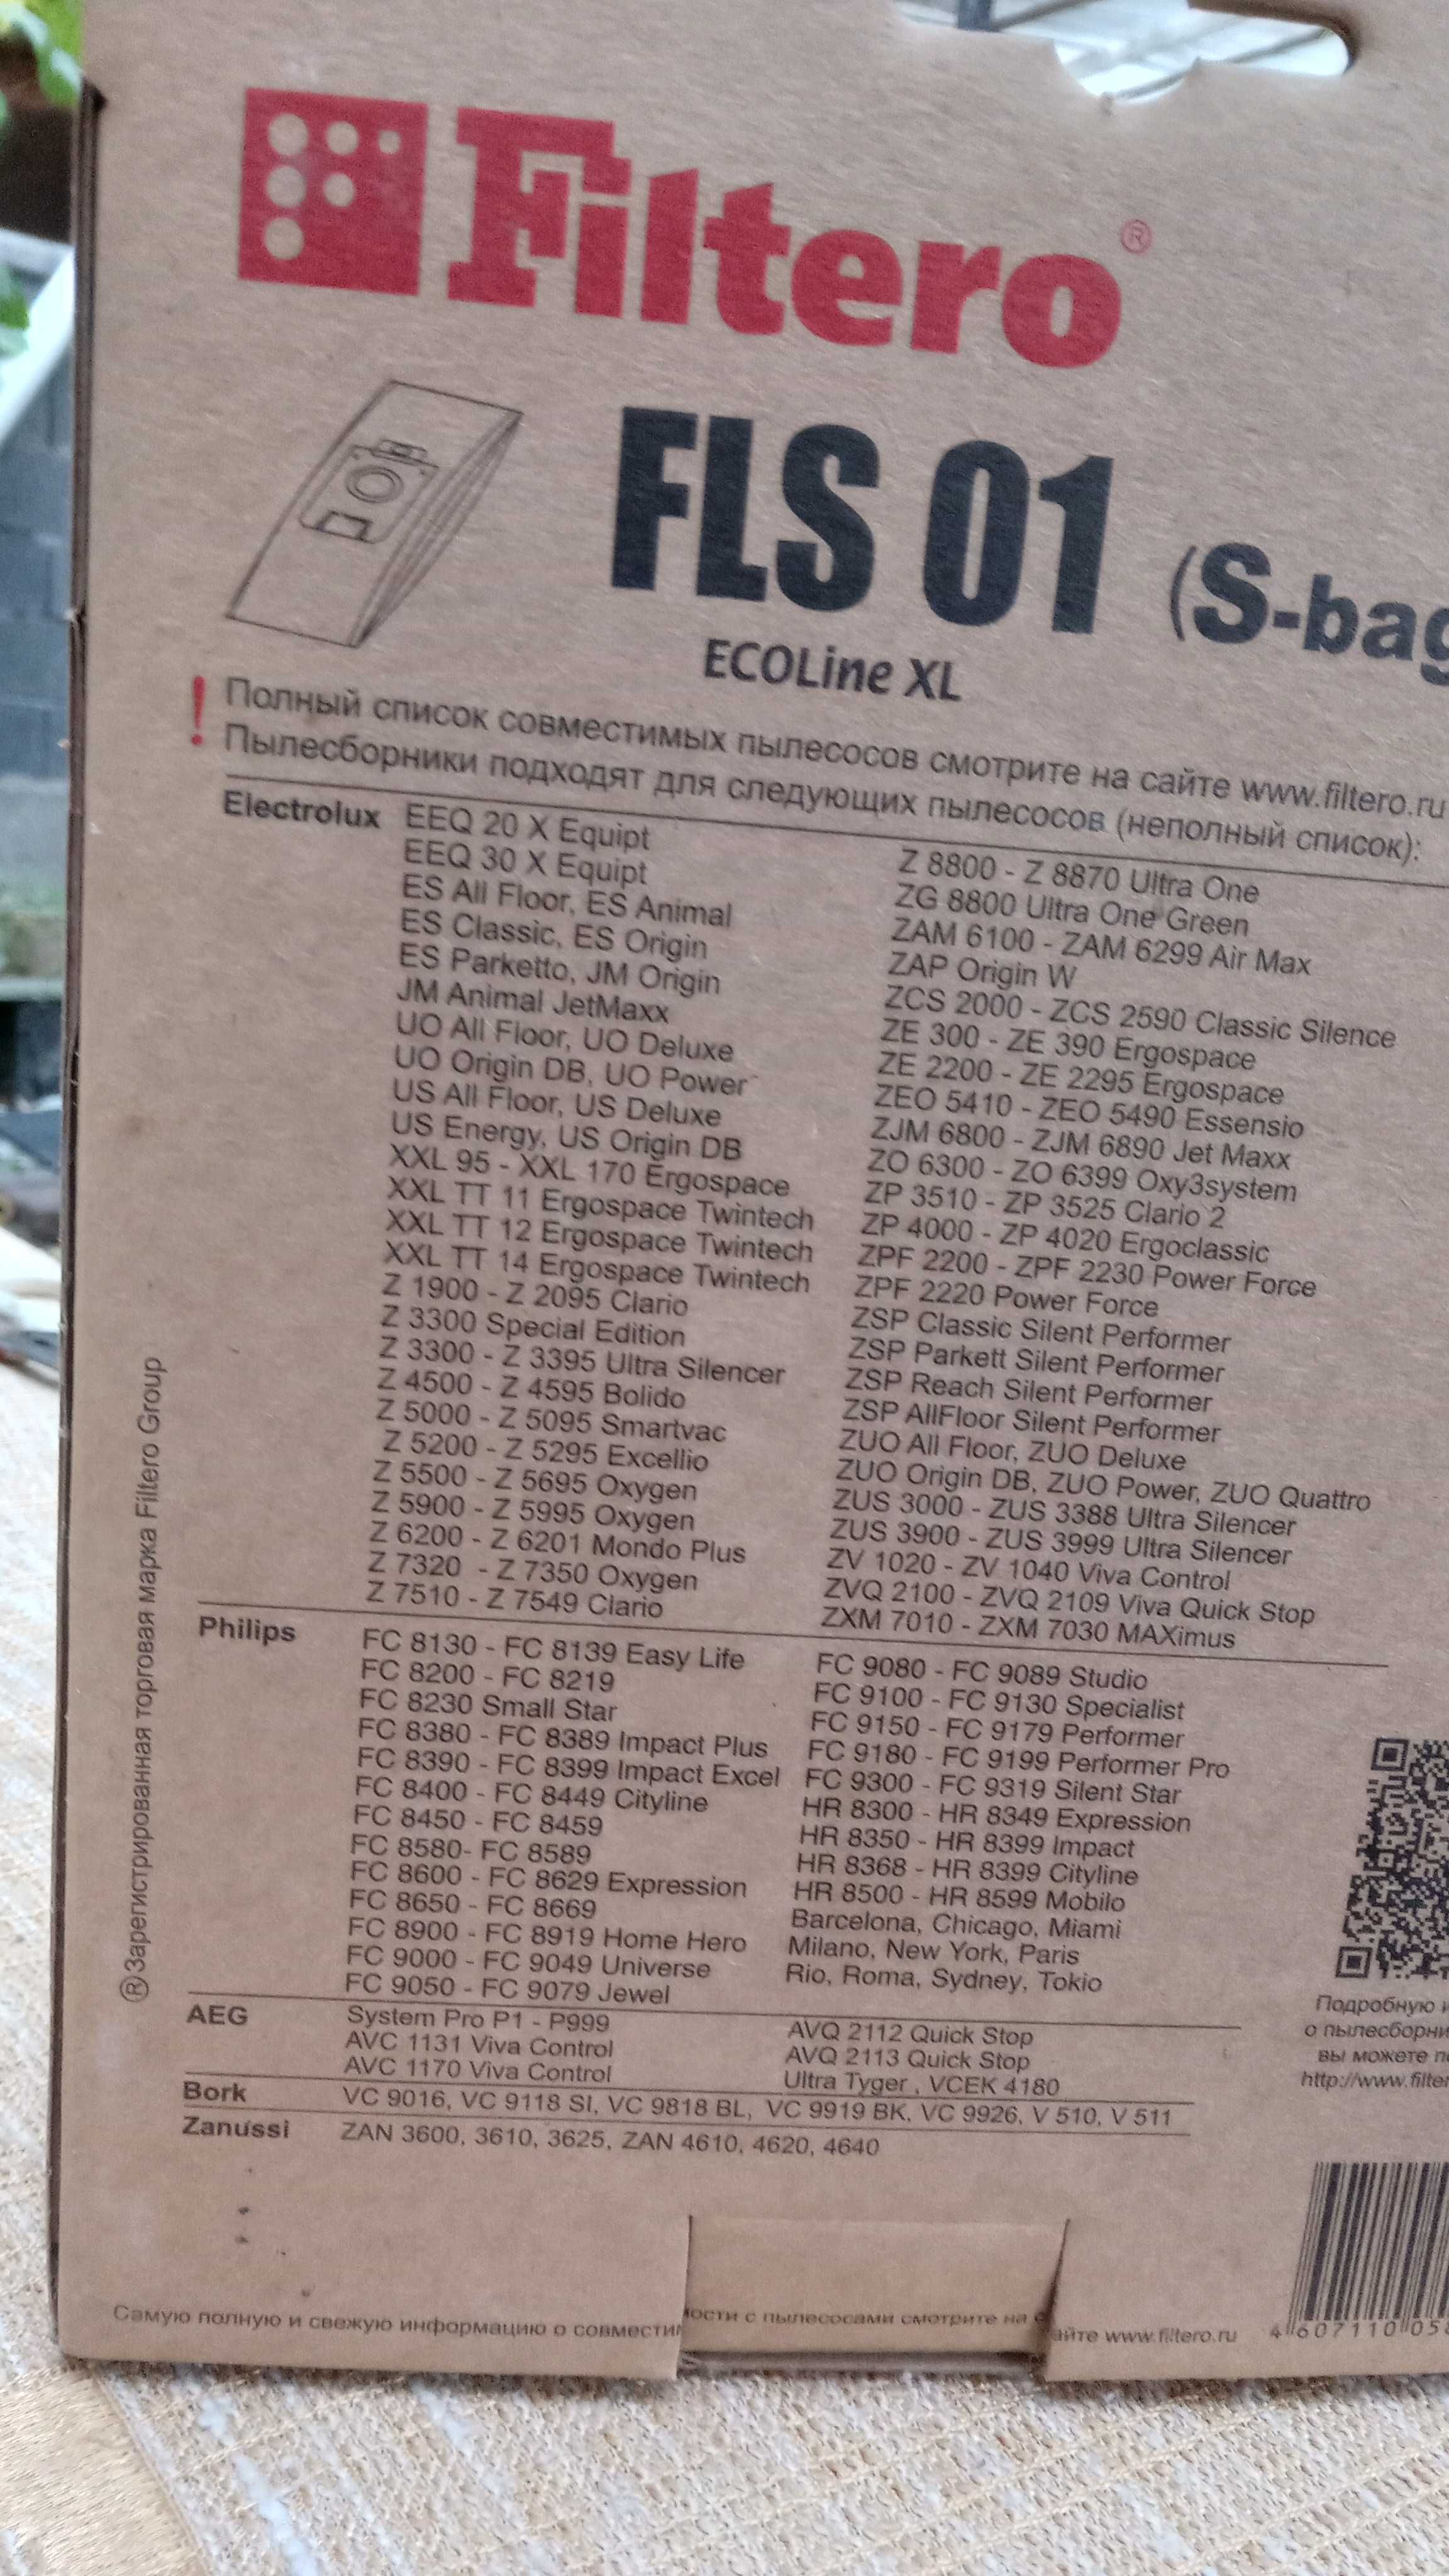 Filtero®
FLS 01 (S-bag
ECOLine XL
! Полный список совместимых пылесосов смотрите на сайте www.filtero.ru
Пылесборники подходят для следующих пылесосов (неполный список):
Electrolux
EEQ 20 X Equipt
EEQ 30 X Equipt
ES All Floor, ES Animal
ES Classic, ES Origin
ES Parketto, JM Origin
JM Animal JetMaxx
UO All Floor, UO Deluxe
UO Origin DB, UO Power
US All Floor, US Deluxe
US Energy, US Origin DB
XXL 95 - XXL 170 Ergospace
XXL TT 11 Ergospace Twintech
XXL TT 12 Ergospace Twintech
XXL TT 14 Ergospace Twintech
Z 1900 - Z 2095 Clario
Z 3300 Special Edition
Z 3300 - Z 3395 Ultra Silencer
Z 4500 - Z 4595 Bolido
Z 5000 - Z 5095 Smartvac
Z 5200 - Z 5295 Excellio
Z 5500 - Z 5695 Oxygen
Z 5900 - Z 5995 Oxygen
Z 6200 - Z 6201 Mondo Plus
Z 7320 - Z 7350 Oxygen
Z 7510 - Z 7549 Clario
Z 8800 - Z 8870 Ultra One
ZG 8800 Ultra One Green
ZAM 6100 - ZAM 6299 Air Max
ZAP Origin W
ZCS 2000 - ZCS 2590 Classic Silence
ZE 300 - ZE 390 Ergospace
ZE 2200 - ZE 2295 Ergospace
ZEO 5410 - ZEO 5490 Essensio
ZJM 6800 - ZJM 6890 Jet Maxx
ZO 6300 - ZO 6399 Oxy3system
ZP 3510 - ZP 3525 Clario 2
ZP 4000 - ZP 4020 Ergoclassic
ZPF 2200 - ZPF 2230 Power Force
ZPF 2220 Power Force
ZSP Classic Silent Performer
ZSP Parkett Silent Performer
ZSP Reach Silent Performer
ZSP AllFloor Silent Performer
ZUO All Floor, ZUO Deluxe
ZUO Origin DB, ZUO Power, ZUO Quattro
ZUS 3000 - ZUS 3388 Ultra Silencer
ZUS 3900 - ZUS 3999 Ultra Silencer
ZV 1020 - ZV 1040 Viva Control
ZVQ 2100 - ZVQ 2109 Viva Quick Stop
ZXM 7010 - ZXM 7030 MAXimus
Philips
FC 8130 - FC 8139 Easy Life
FC 8200 - FC 8219
FC 8230 Small Star
FC 8380 - FC 8389 Impact Plus
FC 8390 - FC 8399 Impact Excel
FC 8400 - FC 8449 Cityline
FC 8450 - FC 8459
FC 8580- FC 8589
FC 8600 - FC 8629 Expression
FC 8650 - FC 8669
FC 8900 - FC 8919 Home Hero
FC 9000 - FC 9049 Universe
FC 9050 - FC 9079 Jewel
FC 9080 - FC 9089 Studio
FC 9100 - FC 9130 Specialist
FC 9150 - FC 9179 Performer
FC 9180 - FC 9199 Performer Pro
FC 9300 - FC 9319 Silent Star
HR 8300 - HR 8349 Expression
HR 8350 - HR 8399 Impact
HR 8368 - HR 8399 Cityline
HR 8500 - HR 8599 Mobilo
Barcelona, Chicago, Miami
Milano, New York, Paris
Rio, Roma, Sydney, Tokio
AEG
System Pro P1 - P999
AVC 1131 Viva Control
AVC 1170 Viva Control
AVQ 2112 Quick Stop
AVQ 2113 Quick Stop
Ultra Tyger , VCEK 4180
Bork VC 9016, VC 9118 SI, VC 9818 BL, VC 9919 BK, VC 9926, V 510, V 511
Zanussi ZAN 3600, 3610, 3625, ZAN 4610, 4620, 4640
®Зарегистрированная торговая марка Filtero Group
Подробную
о пылесборни
вы можете
http://www.filter
Самую полную и свежую информацию о совместим ости с пылесосами смотрите на сайте www.filtero.ru
4 607110 05